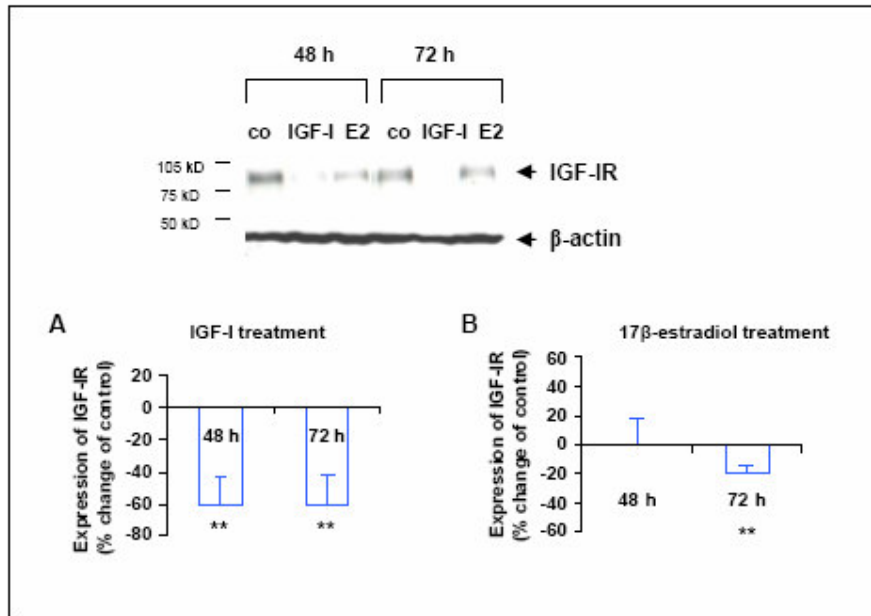 48 h 72 h
co IGF-I E2 co IGF-I E2
105 kD
75 kD
50 kD
IGF-IR
β-actin
A
IGF-I treatment
Expression of IGF-IR
(% change of control)
20
0
-20
-40
-60
-80
48 h 72 h
** **
B
17β-estradiol treatment
Expression of IGF-IR
(% change of control)
60
40
20
0
-20
-40
-60
48 h 72 h
**